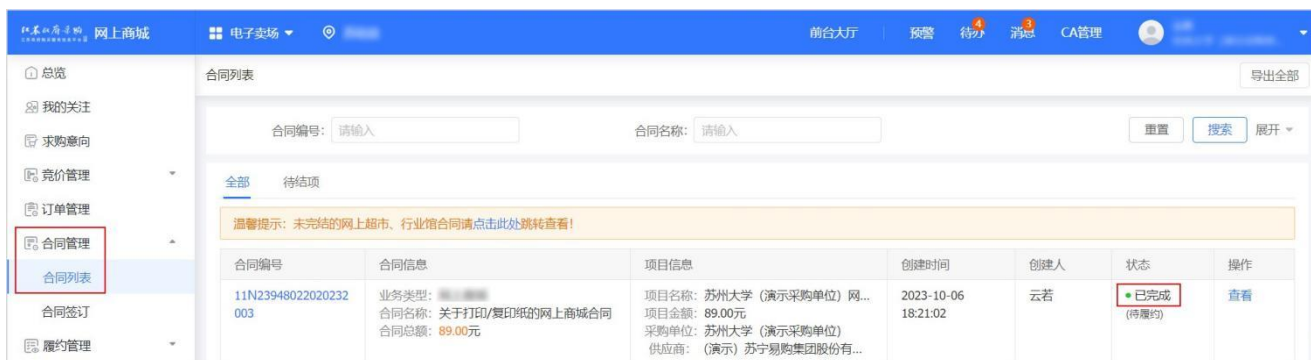 网上商城
电子卖场
前台大厅
预警
待办
4
消息
3
CA管理
总览
我的关注
求购意向
竞价管理
订单管理
合同管理
合同列表
合同签订
履约管理
合同列表
导出全部
合同编号： 请输入
合同名称： 请输入
重置
搜索
展开
全部
待结项
温馨提示：未完结的网上超市、行业馆合同请点击此处跳转查看！
合同编号
合同信息
项目信息
创建时间
创建人
状态
操作
11N23948022020232
003
业务类型：
合同名称：关于打印/复印纸的网上商城合同
合同总额：89.00元
项目名称：苏州大学（演示采购单位）网...
项目金额：89.00元
采购单位：苏州大学（演示采购单位）
供应商：（演示）苏宁易购集团股份有...
2023-10-06
18:21:02
云若
已完成
(待履约)
查看